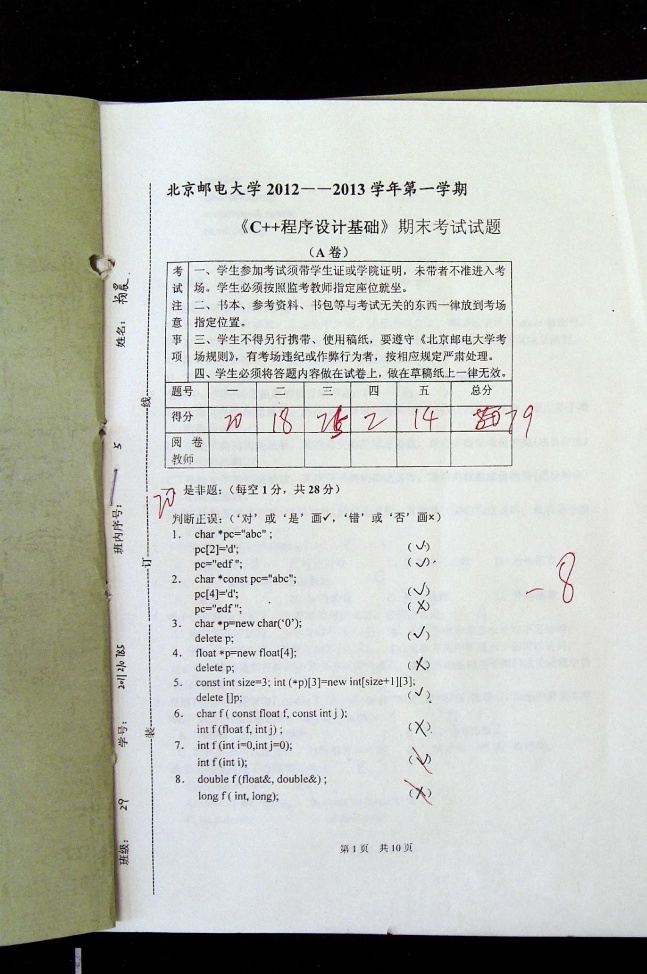 北京邮电大学 2012——2013 学年第一学期
《C++程序设计基础》期末考试试题
（A 卷）
考试注意事项
一、学生参加考试须带学生证或学院证明，未带者不准进入考
场。学生必须按照监考教师指定座位就坐。
二、书本、参考资料、书包等与考试无关的东西一律放到考场
指定位置。
三、学生不得另行携带、使用稿纸，要遵守《北京邮电大学考
场规则》，有考场违纪或作弊行为者，按相应规定严肃处理。
四、学生必须将答题内容做在试卷上，做在草稿纸上一律无效。
题号 一 二 三 四 五 总分
得分 20 18 25 2 14 79
阅卷
教师
20
一 是非题：（每空 1 分，共 28 分）
判断正误：（‘对’或‘是’画✓，‘错’或‘否’画×）
1. char *pc="abc" ;
pc[2]='d'; （✓）
pc="edf "; （✓）
2. char *const pc="abc";
pc[4]='d'; （✓）
pc="edf "; （X）
-8
3. char *p=new char(‘0’);
delete p; （✓）
4. float *p=new float[4];
delete p; （X）
5. const int size=3; int (*p)[3]=new int[size+1][3];
delete []p; （✓）
6. char f ( const float f, const int j );
int f (float f, int j) ; （X）
7. int f (int i=0,int j=0);
int f (int i); （✓）
8. double f (float&, double&) ;
long f ( int, long); （X）
第 1 页 共 10 页
姓名： 杨晨
班内序号： 5
学号： 2011210785
班级： 29
线
订
装